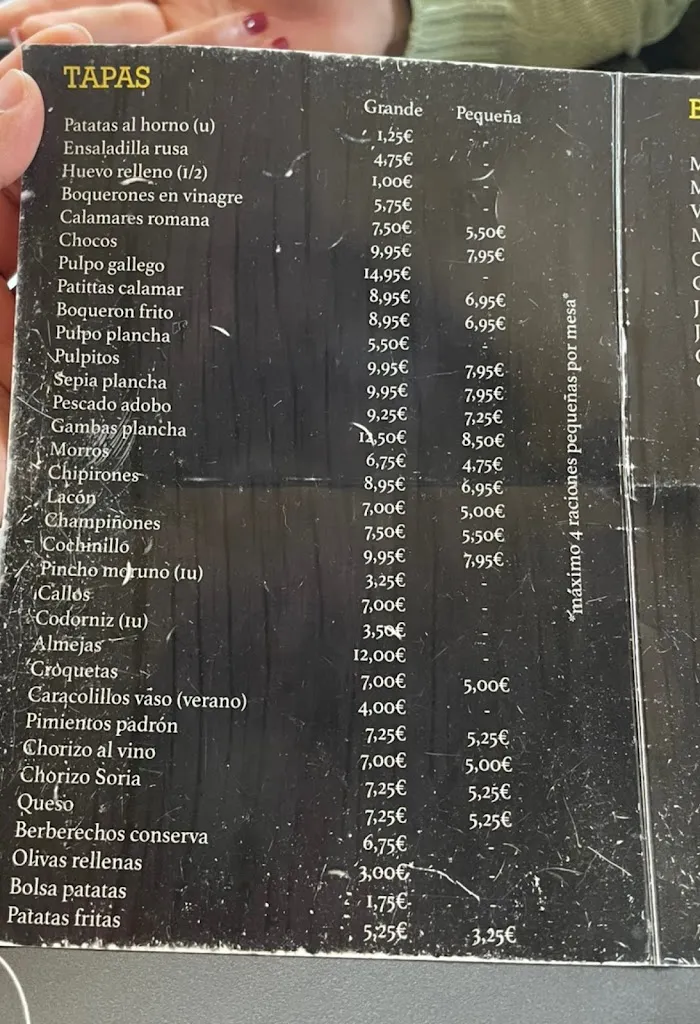 TAPAS
Grande Pequeña
Patatas al horno (u) 1,25€ -
Ensaladilla rusa 4,75€ -
Huevo relleno (1/2) 1,00€ -
Boquerones en vinagre 5,75€ -
Calamares romana 7,50€ 5,50€
Chocos 9,95€ 7,95€
Pulpo gallego 14,95€ -
Patittas calamar 8,95€ 6,95€
Boqueron frito 8,95€ 6,95€
Pulpo plancha 5,50€ -
Pulpitos 9,95€ 7,95€
Sepia plancha 9,95€ 7,95€
Pescado adobo 9,25€ 7,25€
Gambas plancha 12,50€ 8,50€
Morros 6,75€ 4,75€
Chipirones 8,95€ 6,95€
Lacón 7,00€ 5,00€
Champiñones 7,50€ 5,50€
Cochinillo 9,95€ 7,95€
Pincho moruno (1u) 3,25€ -
Callos 7,00€ -
Codorniz (1u) 3,50€ -
Almejas 12,00€ -
Croquetas 7,00€ 5,00€
Caracolillos vaso (verano) 4,00€ -
Pimientos padrón 7,25€ 5,25€
Chorizo al vino 7,00€ 5,00€
Chorizo Soria 7,25€ 5,25€
Queso 7,25€ 5,25€
Berberechos conserva 6,75€ -
Olivas rellenas 3,00€ -
Bolsa patatas 1,75€ -
Patatas fritas 5,25€ 3,25€
*máximo 4 raciones pequeñas por mesa*